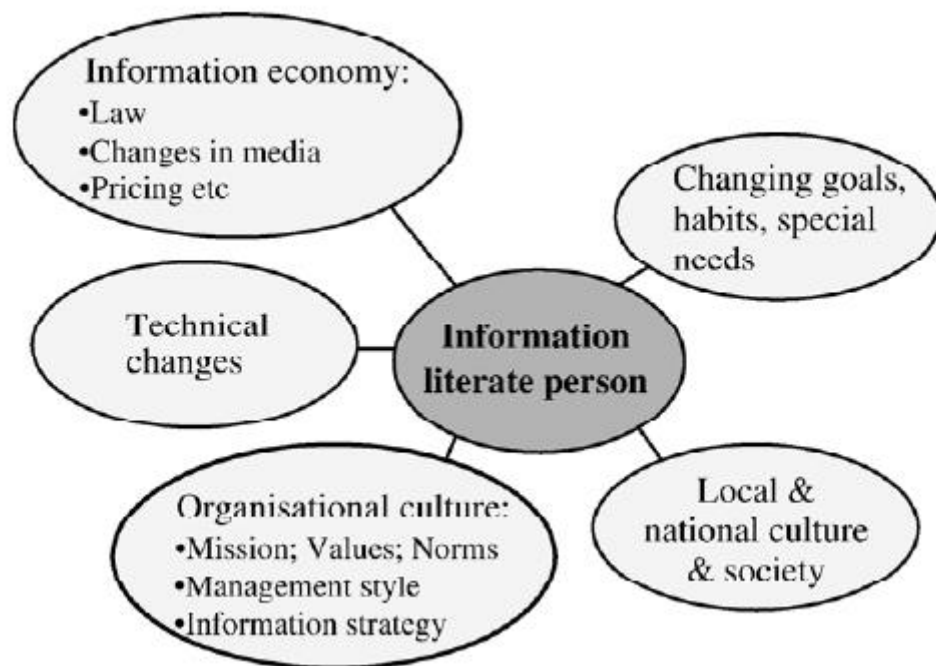 Information economy:
•Law
•Changes in media
•Pricing etc
Changing goals,
habits, special
needs
Technical
changes
Information
literate person
Organisational culture:
•Mission; Values; Norms
•Management style
•Information strategy
Local &
national culture
& society